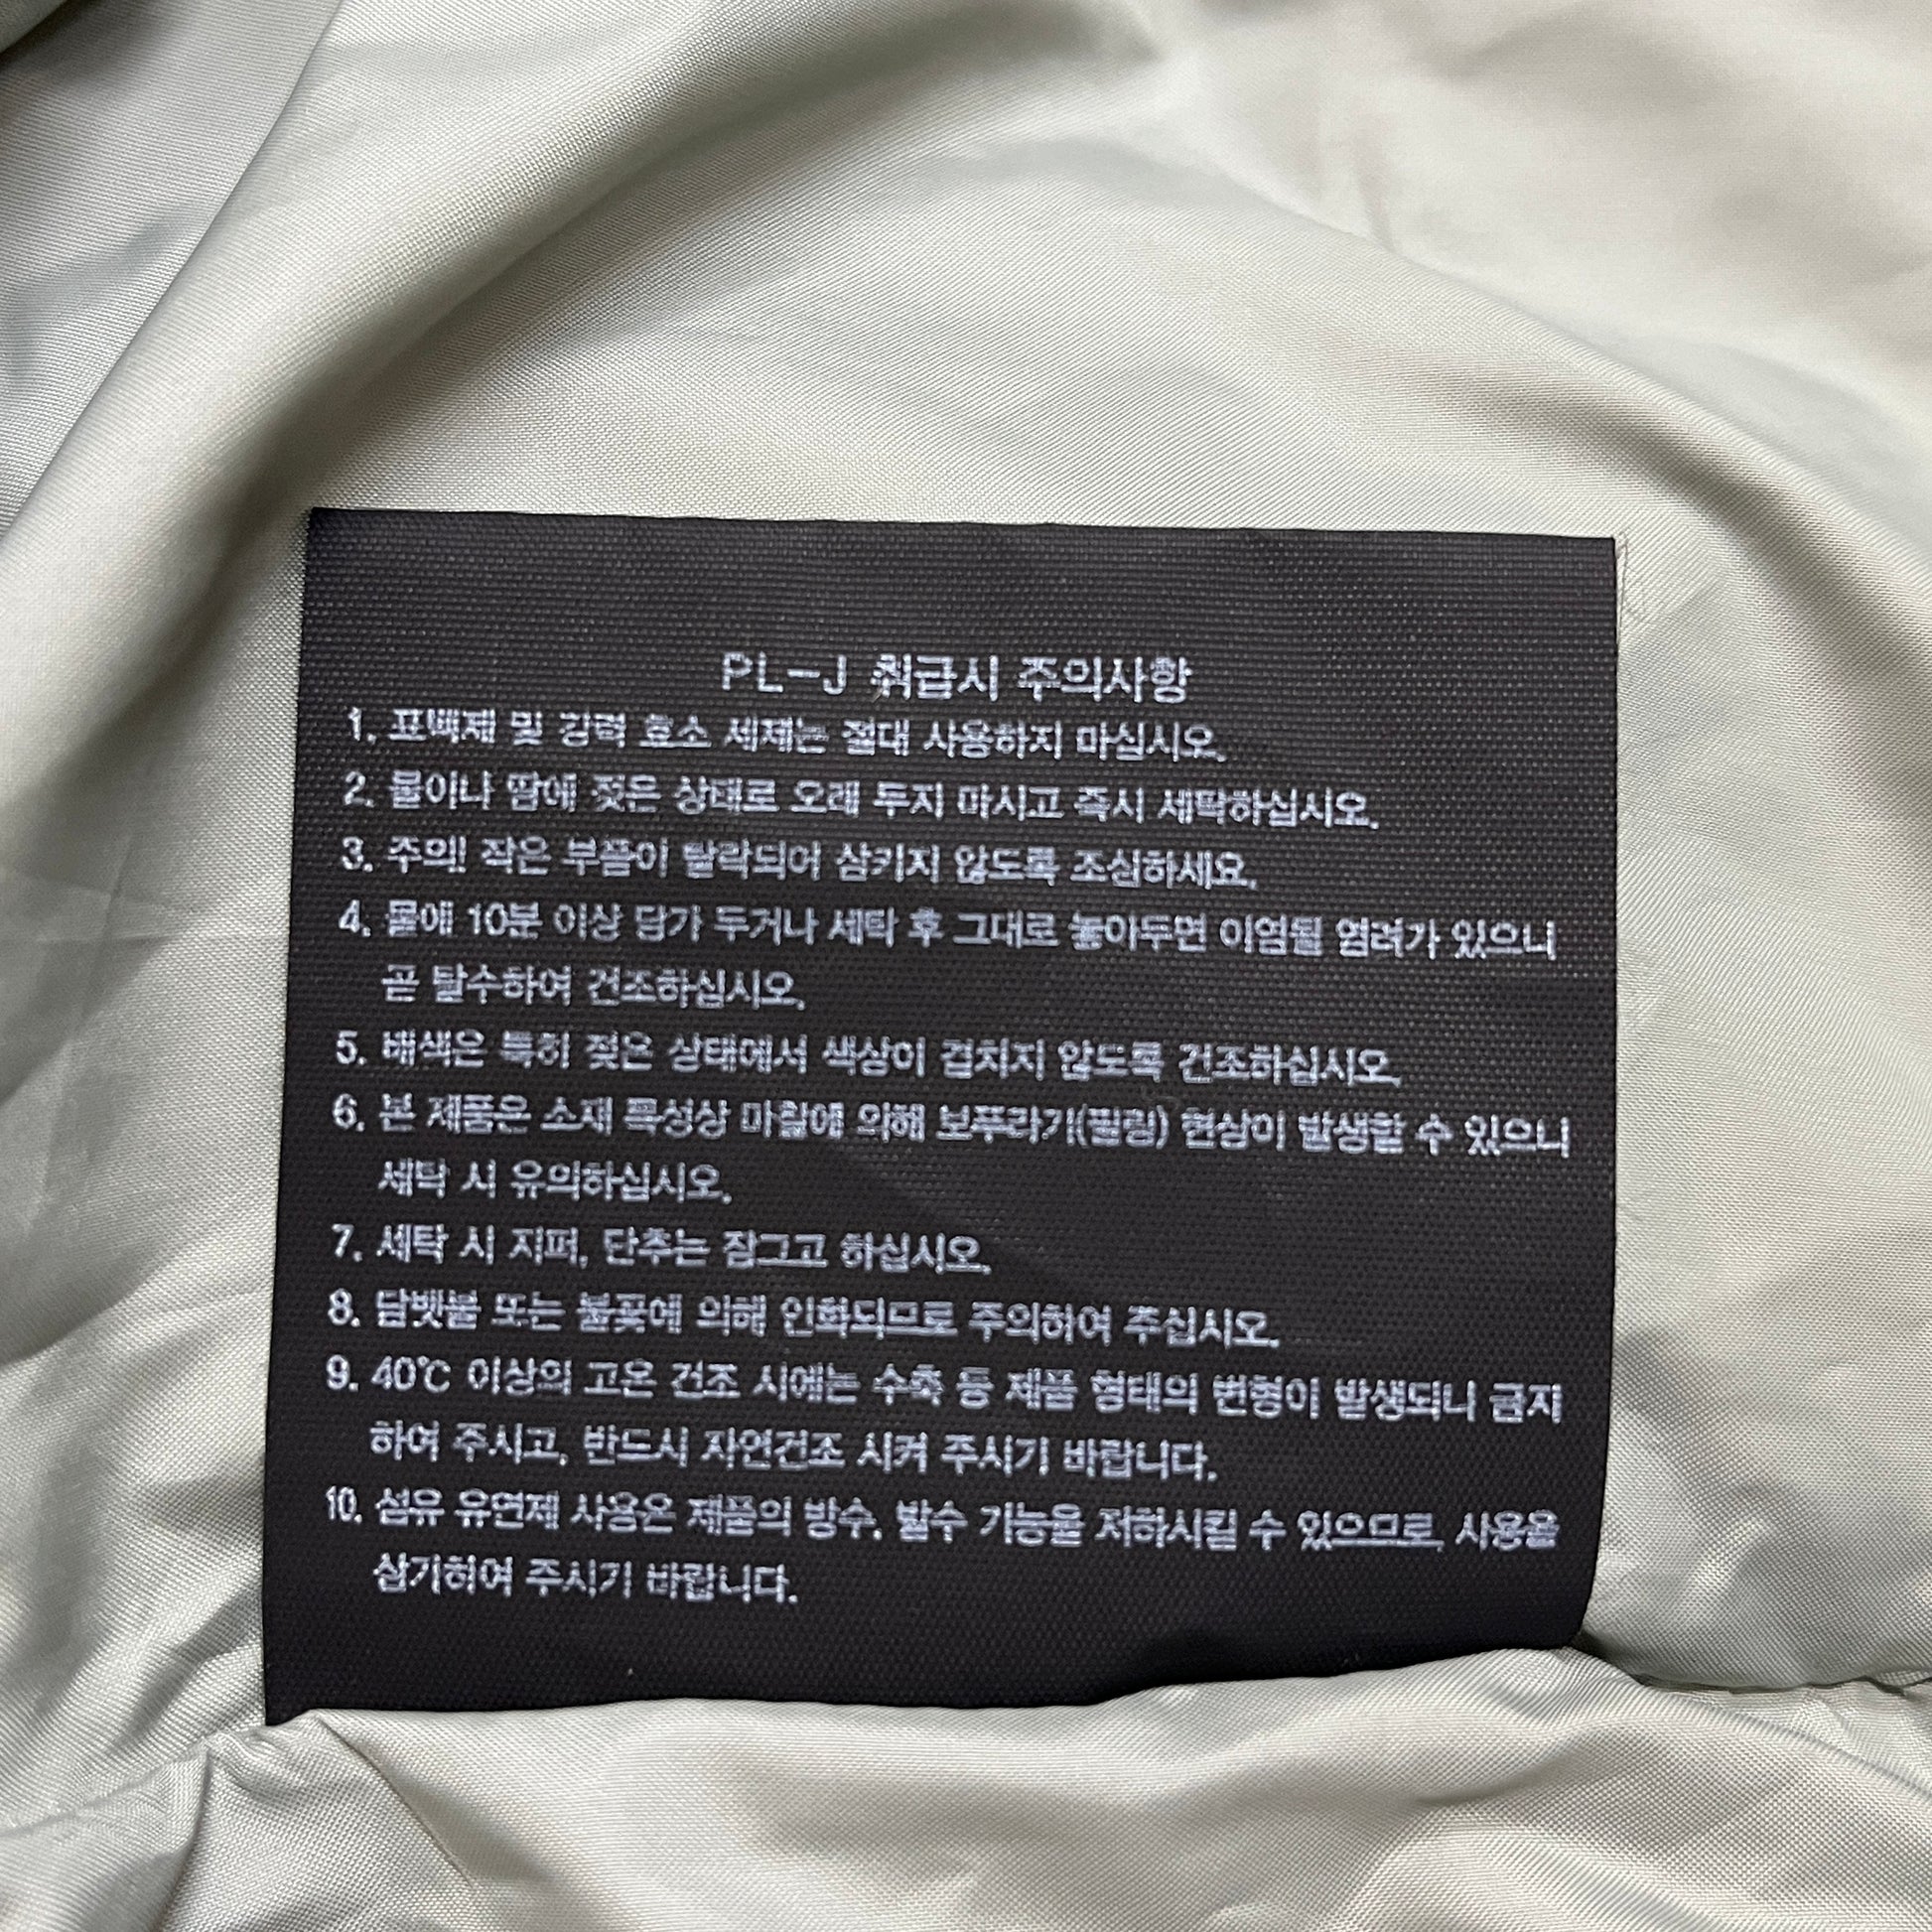 PL-J 취급시 주의사항
1. 표백제 및 강력 효소 세제는 절대 사용하지 마십시오.
2. 물이나 땀에 젖은 상태로 오래 두지 마시고 즉시 세탁하십시오.
3. 주의! 작은 부품이 탈락되어 삼키지 않도록 조심하세요.
4. 물에 10분 이상 담가 두거나 세탁 후 그대로 놓아두면 이염될 염려가 있으니
곧 탈수하여 건조하십시오.
5. 배색은 특히 젖은 상태에서 색상이 겹치지 않도록 건조하십시오.
6. 본 제품은 소재 특성상 마찰에 의해 보푸라기(필링) 현상이 발생할 수 있으니
세탁 시 유의하십시오.
7. 세탁 시 지퍼, 단추는 잠그고 하십시오.
8. 담뱃불 또는 불꽃에 의해 인화되므로 주의하여 주십시오.
9. 40℃ 이상의 고온 건조 시에는 수축 등 제품 형태의 변형이 발생되니 금지
하여 주시고, 반드시 자연건조 시켜 주시기 바랍니다.
10. 섬유 유연제 사용은 제품의 방수, 발수 기능을 저하시킬 수 있으므로, 사용을
삼가하여 주시기 바랍니다.